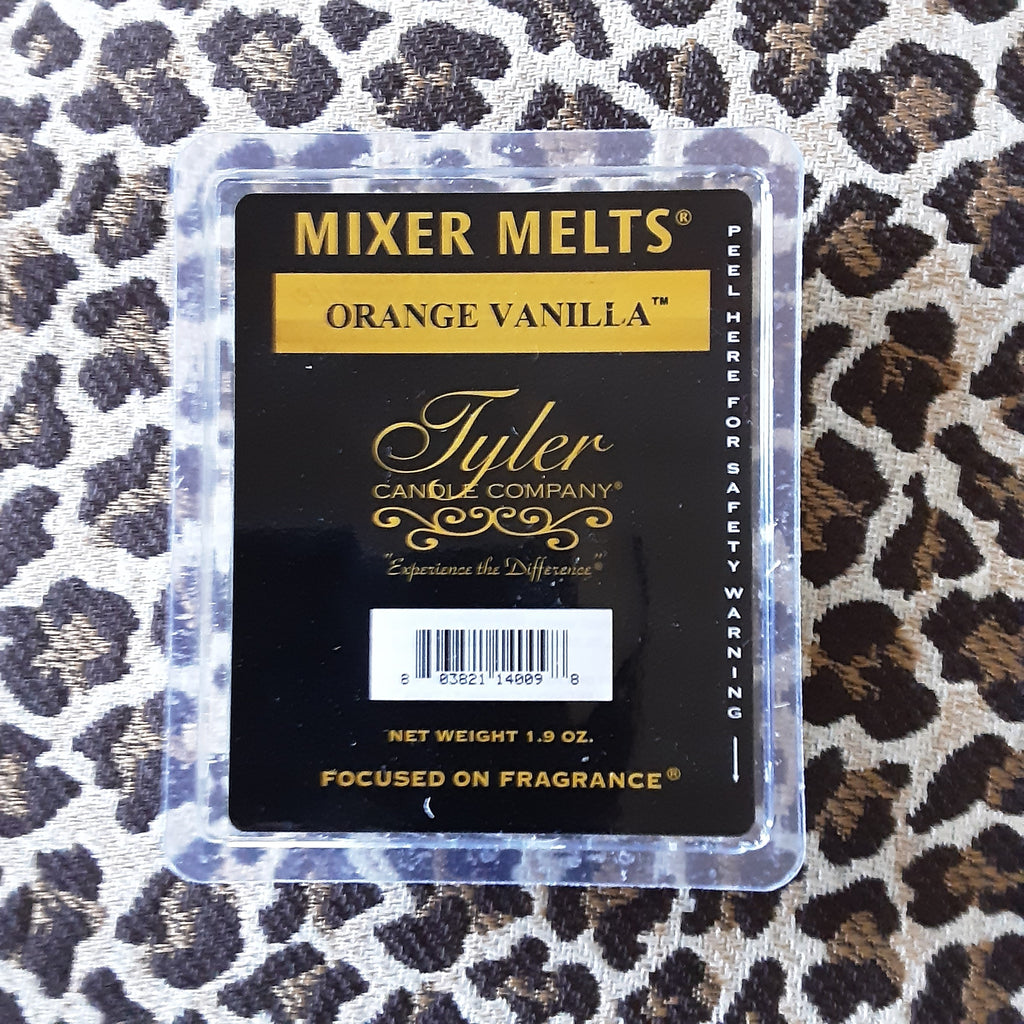 MIXER MELTS®
ORANGE VANILLA™
Tyler
CANDLE COMPANY®
"Experience the Difference"®
8 03821 14009 8
NET WEIGHT 1.9 OZ.
FOCUSED ON FRAGRANCE®
PEEL HERE FOR SAFETY WARNING